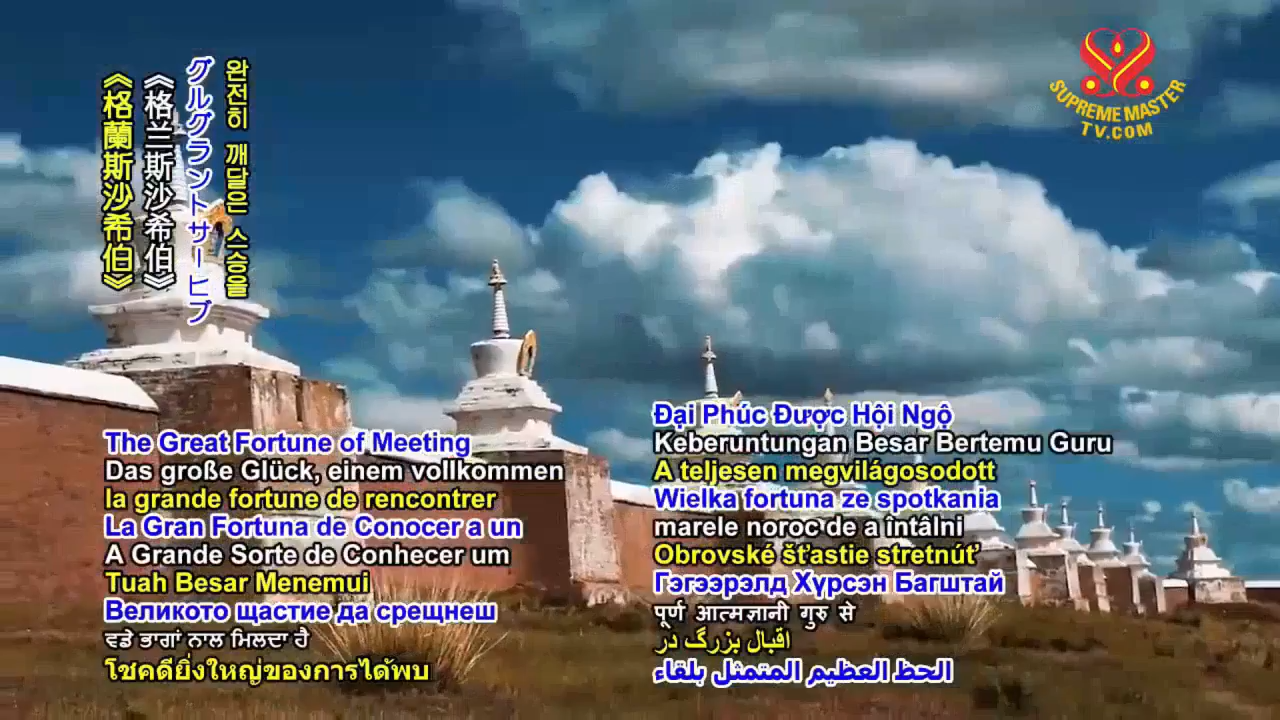 《格蘭斯沙希伯》
《格兰斯沙希伯》
グルグラントサーヒブ
완전히 깨달은 스승을
SUPREME MASTER
TV.COM
The Great Fortune of Meeting
Das große Glück, einem vollkommen
la grande fortune de rencontrer
La Gran Fortuna de Conocer a un
A Grande Sorte de Conhecer um
Tuah Besar Menemui
Великото щастие да срещнеш
ਵਡੇ ਭਾਗਾਂ ਨਾਲ ਮਿਲਦਾ ਹੈ
โชคดียิ่งใหญ่ของการได้พบ
Đại Phúc Được Hội Ngộ
Keberuntungan Besar Bertemu Guru
A teljesen megvilágosodott
Wielka fortuna ze spotkania
marele noroc de a întâlni
Obrovské šťastie stretnúť
Гэгээрэлд Хүрсэн Багштай
पूर्ण आत्मज्ञानी गुरु से
اقبال بزرگ در
الحظ العظيم المتمثل بلقاء